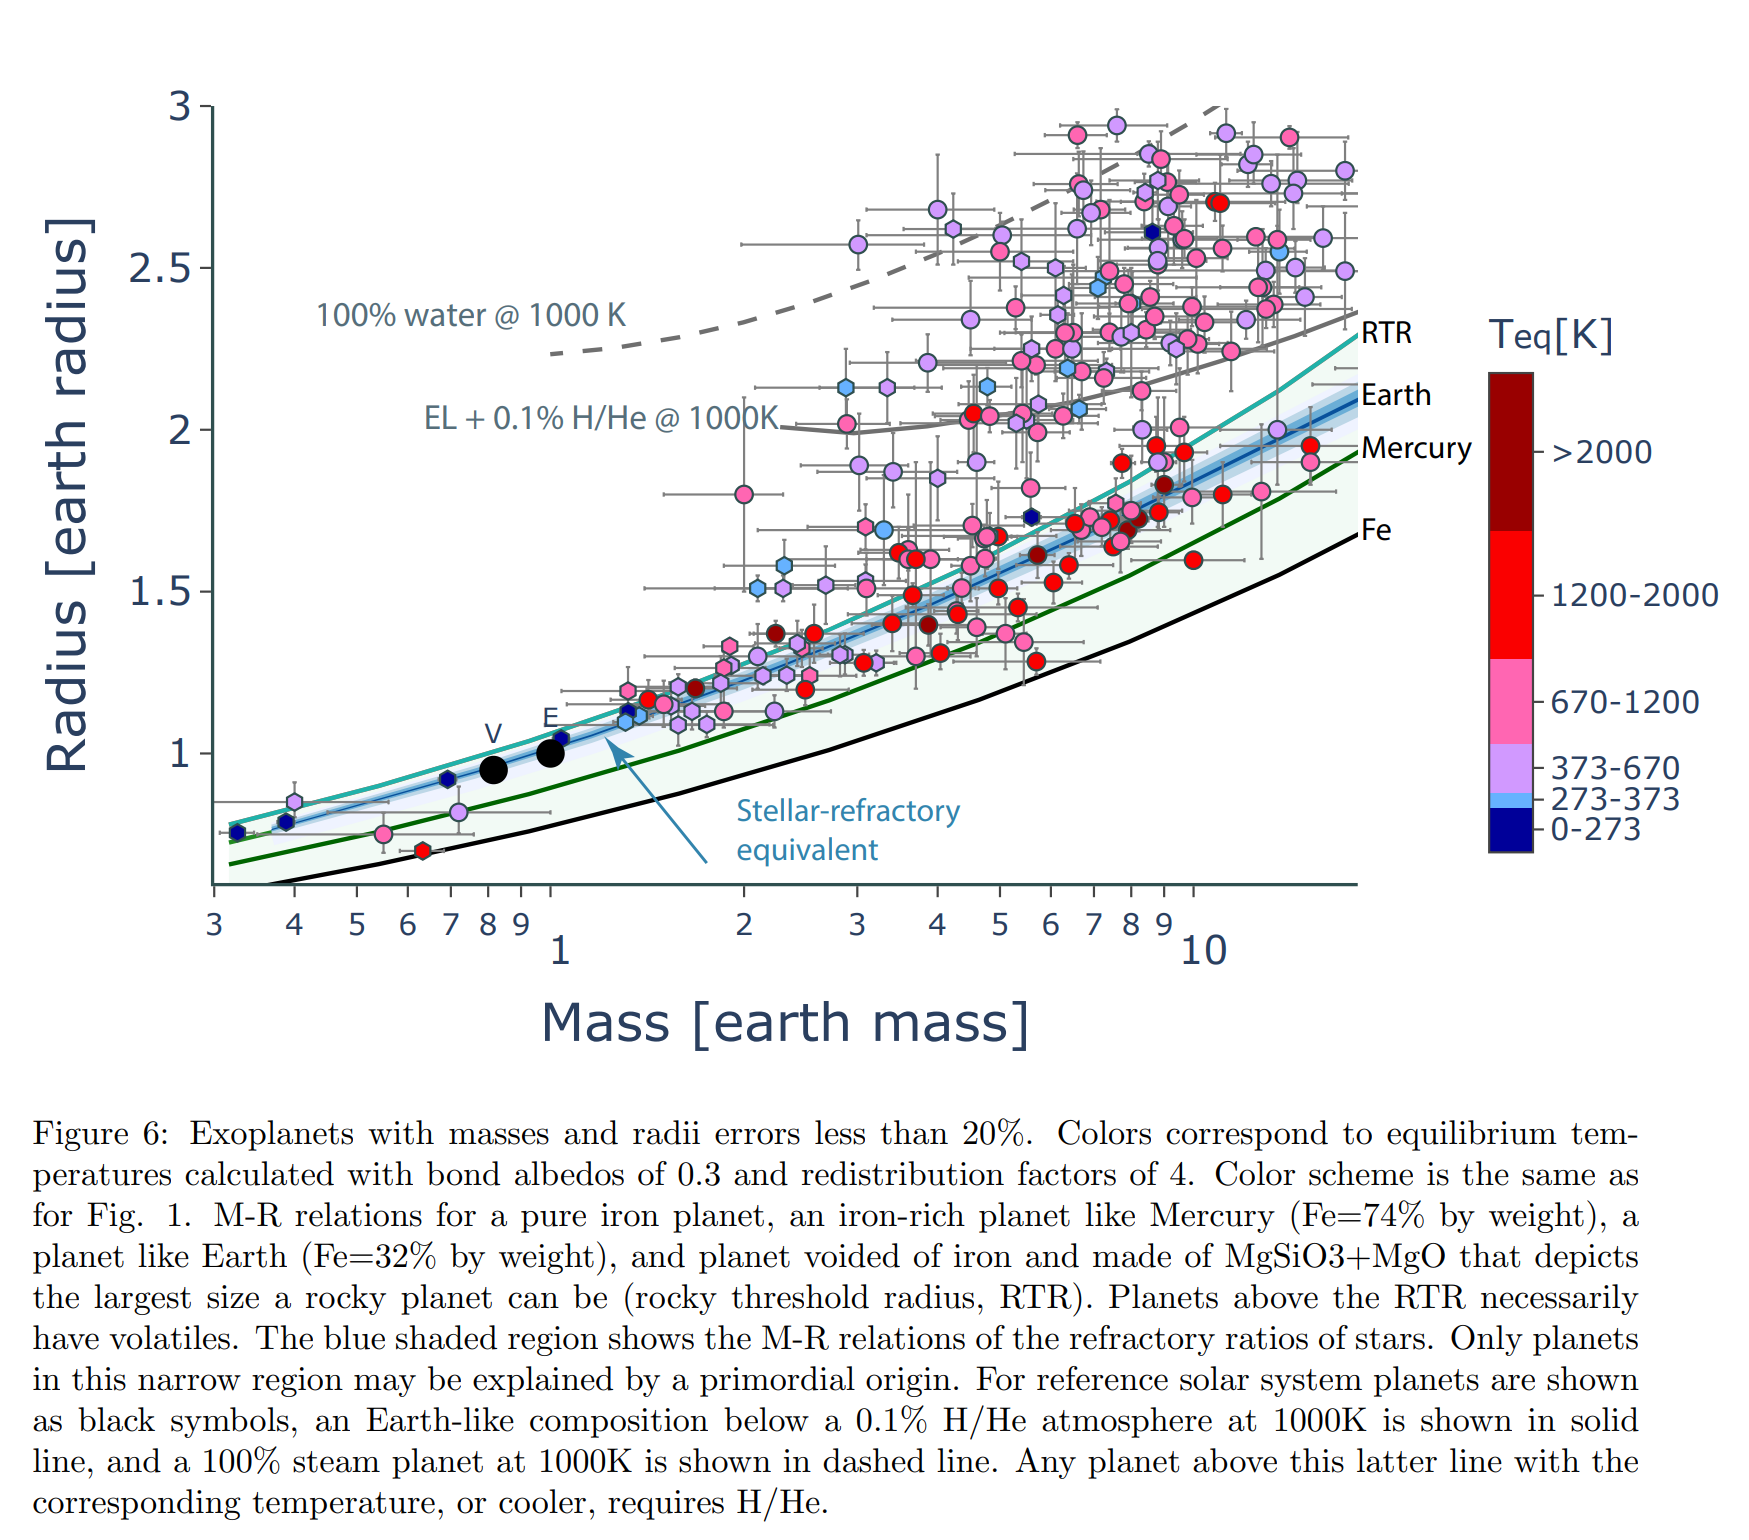 3
2.5
2
1.5
1
Radius [earth radius]
100% water @ 1000 K
EL + 0.1% H/He @ 1000K
V
E
Stellar-refractory
equivalent
RTR
Earth
Mercury
Fe
Teq[K]
>2000
1200-2000
670-1200
373-670
273-373
0-273
3 4 5 6 7 8 9 2 3 4 5 6 7 8 9
1 10
Mass [earth mass]
Figure 6: Exoplanets with masses and radii errors less than 20%. Colors correspond to equilibrium tem-
peratures calculated with bond albedos of 0.3 and redistribution factors of 4. Color scheme is the same as
for Fig. 1. M-R relations for a pure iron planet, an iron-rich planet like Mercury (Fe=74% by weight), a
planet like Earth (Fe=32% by weight), and planet voided of iron and made of MgSiO3+MgO that depicts
the largest size a rocky planet can be (rocky threshold radius, RTR). Planets above the RTR necessarily
have volatiles. The blue shaded region shows the M-R relations of the refractory ratios of stars. Only planets
in this narrow region may be explained by a primordial origin. For reference solar system planets are shown
as black symbols, an Earth-like composition below a 0.1% H/He atmosphere at 1000K is shown in solid
line, and a 100% steam planet at 1000K is shown in dashed line. Any planet above this latter line with the
corresponding temperature, or cooler, requires H/He.